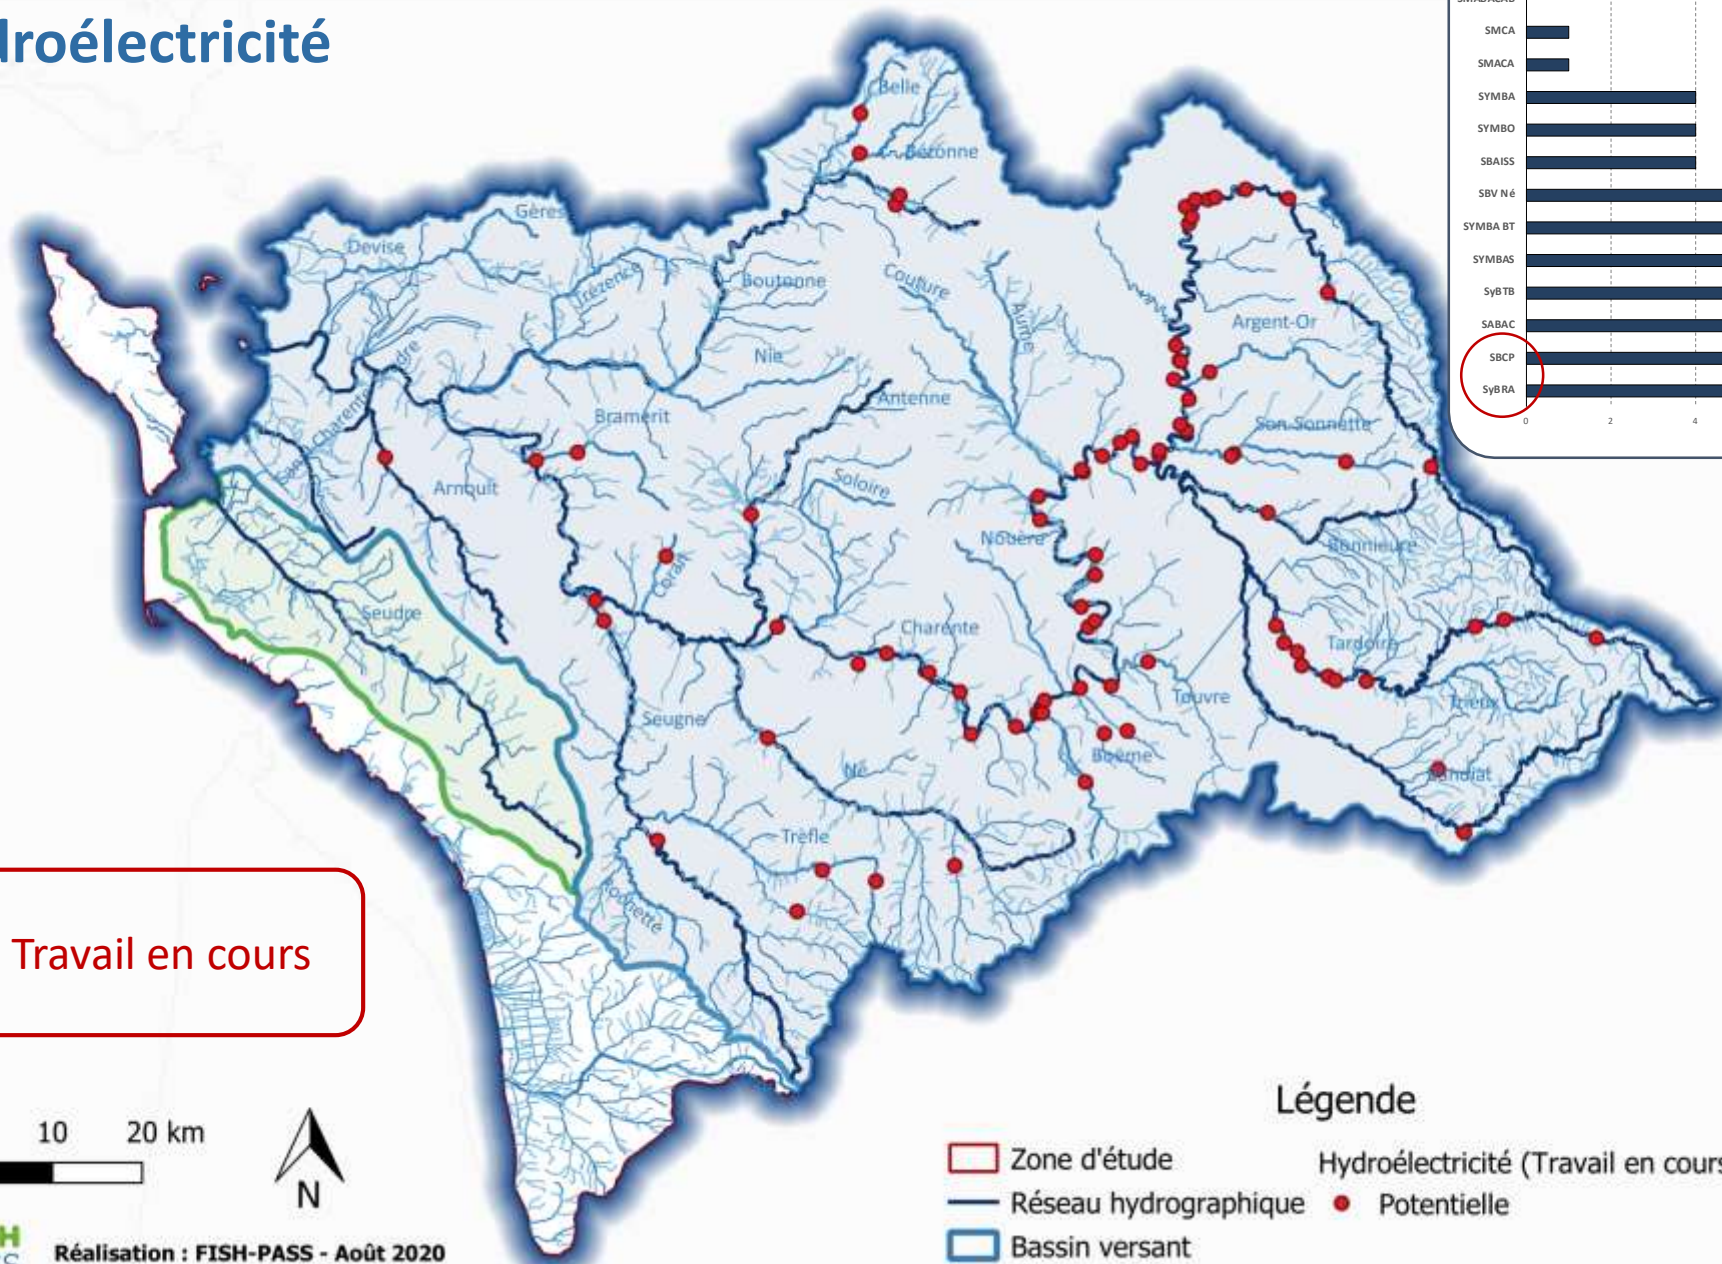 droélectricité
SMCA
SMACA
SYMBA
SYMBO
SBAISS
SBV Né
SYMBA BT
SYMBAS
SyBTB
SABAC
SBCP
SyBRA
0 2 4
Belle
Béronne
Gères
Devise
Trézence
Boutonne
Couture
Aume
Argent-Or
Nie
Antenne
Bramerit
Son-Sonnette
Arnoult
Soloire
Nouère
Bonnieure
Coran
Seudre
Charente
Tardoire
Touvre
Trieux
Seugne
Né
Boëme
Bandiat
Trèfle
Travail en cours
10 20 km
N
Réalisation : FISH-PASS - Août 2020
Légende
Zone d'étude
Réseau hydrographique
Bassin versant
Hydroélectricité (Travail en cours
Potentielle